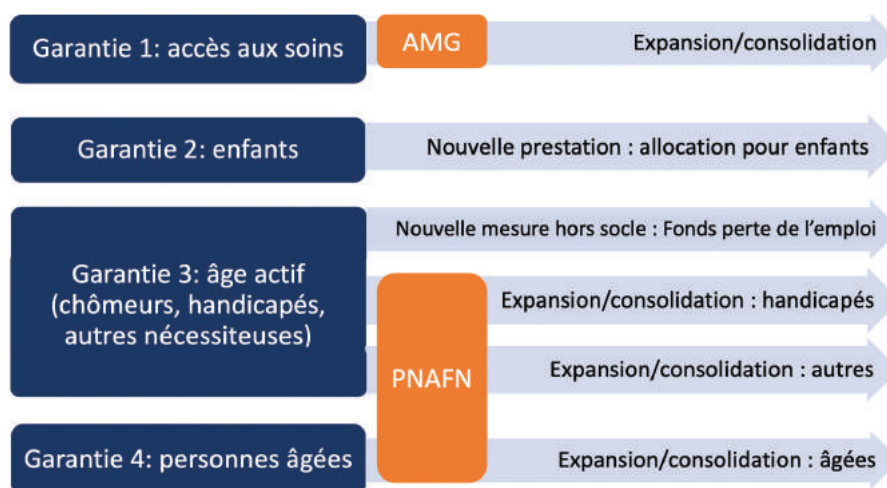 Garantie 1: accès aux soins
AMG
Expansion/consolidation
Garantie 2: enfants
Nouvelle prestation : allocation pour enfants
Garantie 3: âge actif
(chômeurs, handicapés,
autres nécessiteuses)
Nouvelle mesure hors socle : Fonds perte de l’emploi
PNAFN
Expansion/consolidation : handicapés
Expansion/consolidation : autres
Garantie 4: personnes âgées
Expansion/consolidation : âgées